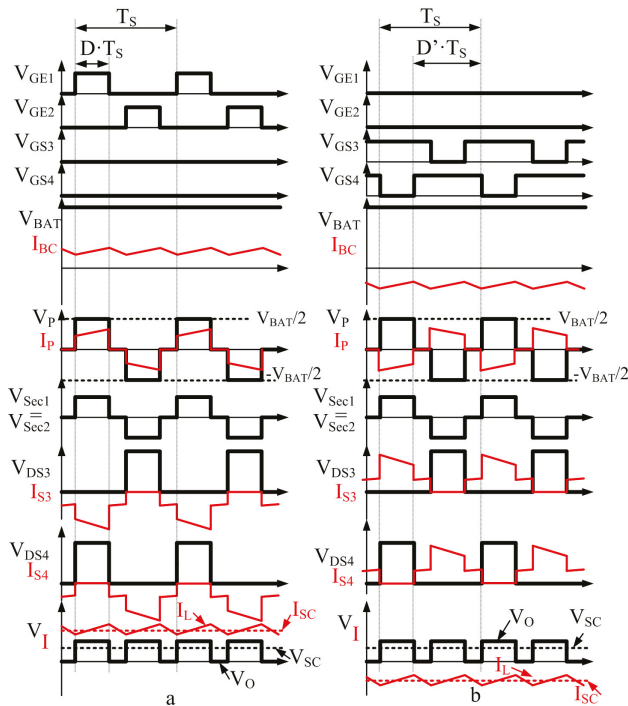 T_S
D·T_S
V_GE1
V_GE2
V_GS3
V_GS4
V_BAT
I_BC
V_P
I_P
V_BAT/2
-V_BAT/2
V_Sec1
=
V_Sec2
V_DS3
I_S3
V_DS4
I_S4
V
I
I_L
I_SC
V_SC
V_O
a
T_S
D'·T_S
V_GE1
V_GE2
V_GS3
V_GS4
V_BAT
I_BC
V_P
I_P
V_BAT/2
-V_BAT/2
V_Sec1
=
V_Sec2
V_DS3
I_S3
V_DS4
I_S4
V
I
V_O
V_SC
I_L
I_SC
b